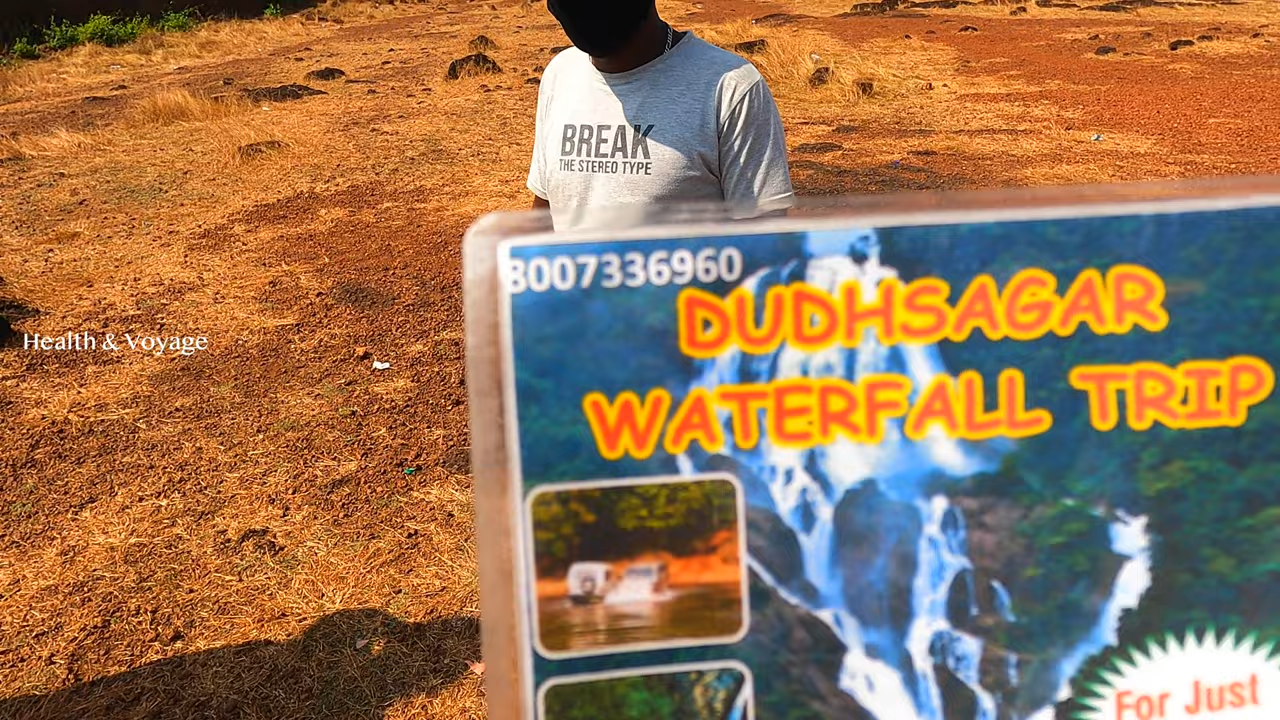 BREAK
THE STEREO TYPE
8007336960
DUDHSAGAR
WATERFALL TRIP
Health & Voyage
For Just